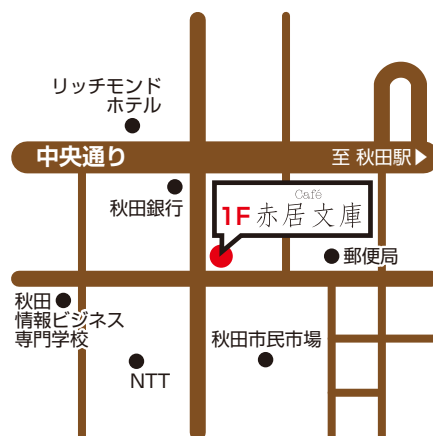 リッチモンド
ホテル
中央通り
至 秋田駅▶
秋田銀行
Café
1F 赤居文庫
郵便局
秋田
情報ビジネス
専門学校
秋田市民市場
NTT